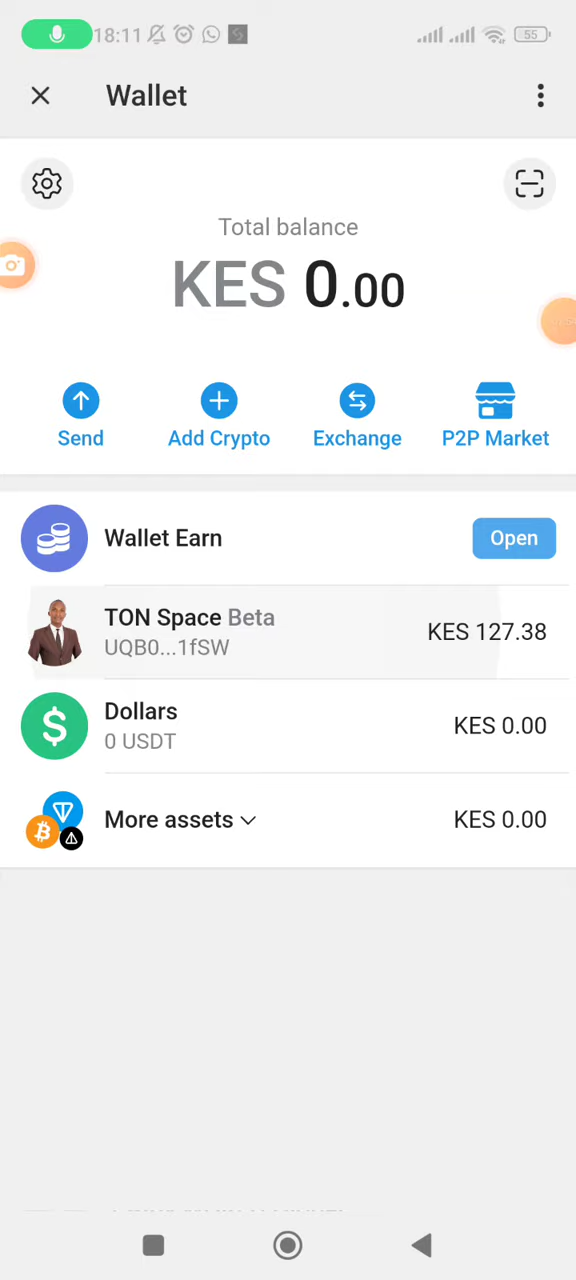 18:11
55
Wallet
Total balance
KES 0.00
Send
Add Crypto
Exchange
P2P Market
Wallet Earn
Open
TON Space Beta
UQB0...1fSW
KES 127.38
Dollars
0 USDT
KES 0.00
More assets
KES 0.00